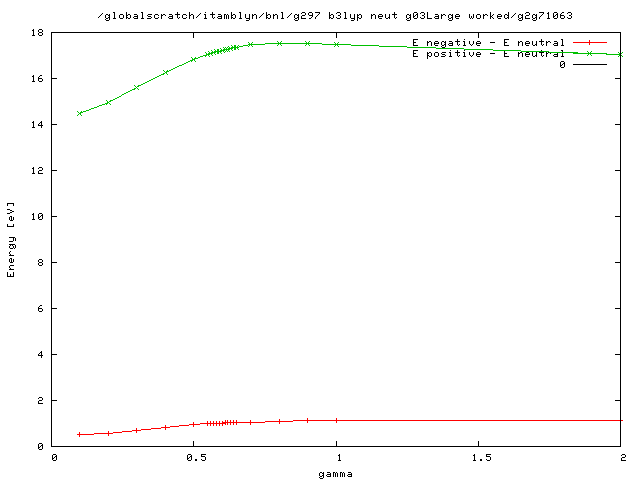 /globalscratch/itamblyn/bnl/g297 b3lyp neut g03Large worked/g2g71063
E negative - E neutral
E positive - E neutral
0
18
16
14
12
10
8
6
4
2
0
Energy [eV]
0 0.5 1 1.5 2
gamma